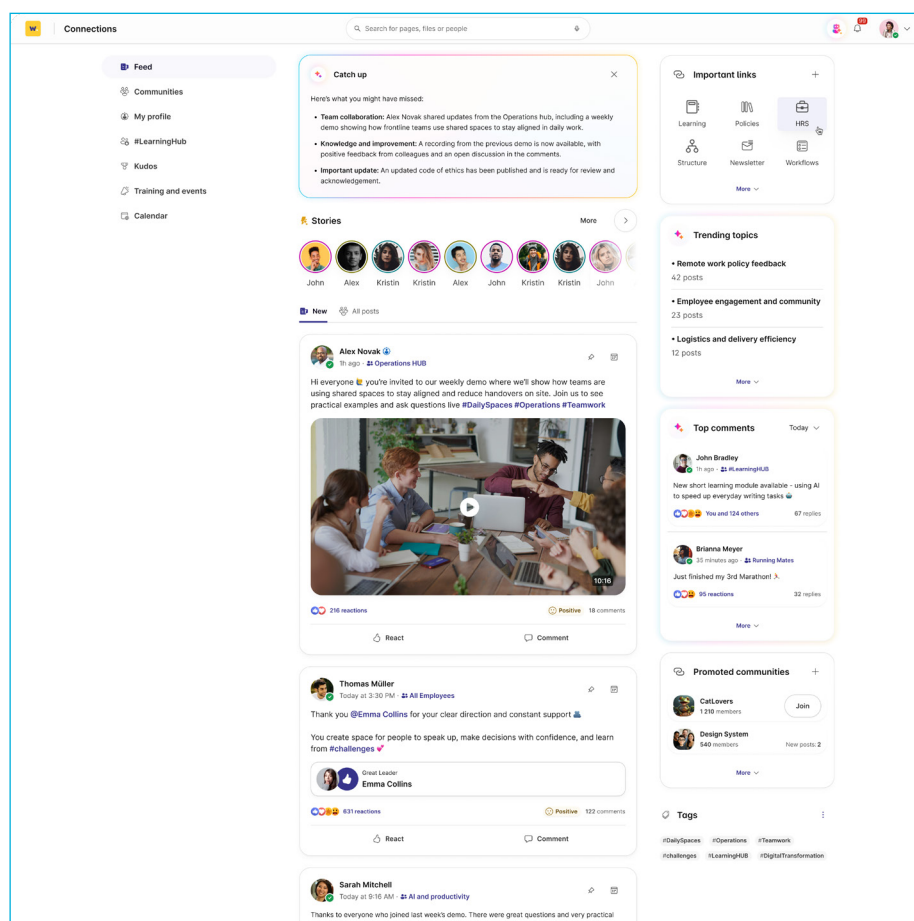 w
Connections
Search for pages, files or people
99
Feed
Communities
My profile
#LearningHub
Kudos
Training and events
Calendar
Catch up
Here's what you might have missed:
• Team collaboration: Alex Novak shared updates from the Operations hub, including a weekly
demo showing how frontline teams use shared spaces to stay aligned in daily work.
• Knowledge and improvement: A recording from the previous demo is now available, with
positive feedback from colleagues and an open discussion in the comments.
• Important update: An updated code of ethics has been published and is ready for review and
acknowledgement.
Stories
More
John Alex Kristin Kristin Alex John Kristin Kristin John
New All posts
Alex Novak
1h ago · Operations HUB
Hi everyone you're invited to our weekly demo where we'll show how teams are
using shared spaces to stay aligned and reduce handovers on site. Join us to see
practical examples and ask questions live #DailySpaces #Operations #Teamwork
10:16
216 reactions Positive 18 comments
React Comment
Thomas Müller
Today at 3:30 PM · All Employees
Thank you @Emma Collins for your clear direction and constant support
You create space for people to speak up, make decisions with confidence, and learn
from #challenges
Great Leader
Emma Collins
631 reactions Positive 122 comments
React Comment
Sarah Mitchell
Today at 9:16 AM · AI and productivity
Thanks to everyone who joined last week's demo. There were great questions and very practical
Important links
Learning Policies HRS
Structure Newsletter Workflows
More
Trending topics
• Remote work policy feedback
42 posts
• Employee engagement and community
23 posts
• Logistics and delivery efficiency
12 posts
More
Top comments Today
John Bradley
1h ago · #LearningHUB
New short learning module available - using AI
to speed up everyday writing tasks
You and 124 others 67 replies
Brianna Meyer
35 minutes ago · Running Mates
Just finished my 3rd Marathon!
95 reactions 32 replies
More
Promoted communities
CatLovers
1 210 members
Join
Design System
540 members New posts: 2
More
Tags
#DailySpaces #Operations #Teamwork
#challenges #LearningHUB #DigitalTransformation